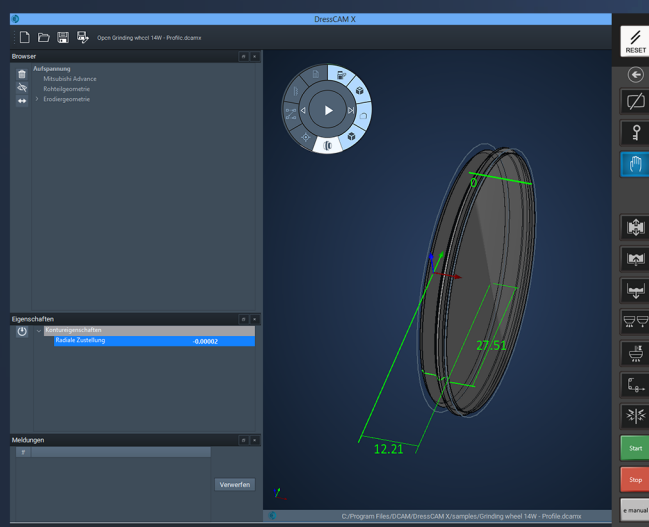 DressCAM X
Open Grinding wheel 14W - Profile.dcamx
RESET
Browser
Aufspannung
Mitsubishi Advance
Rohteilgeometrie
Erodiergeometrie
0
27.51
12.21
Eigenschaften
Kontureigenschaften
Radiale Zustellung -0.00002
Meldungen
#
Verwerfen
Start
Stop
e manual
C:/Program Files/DCAM/DressCAM X/samples/Grinding wheel 14W - Profile.dcamx